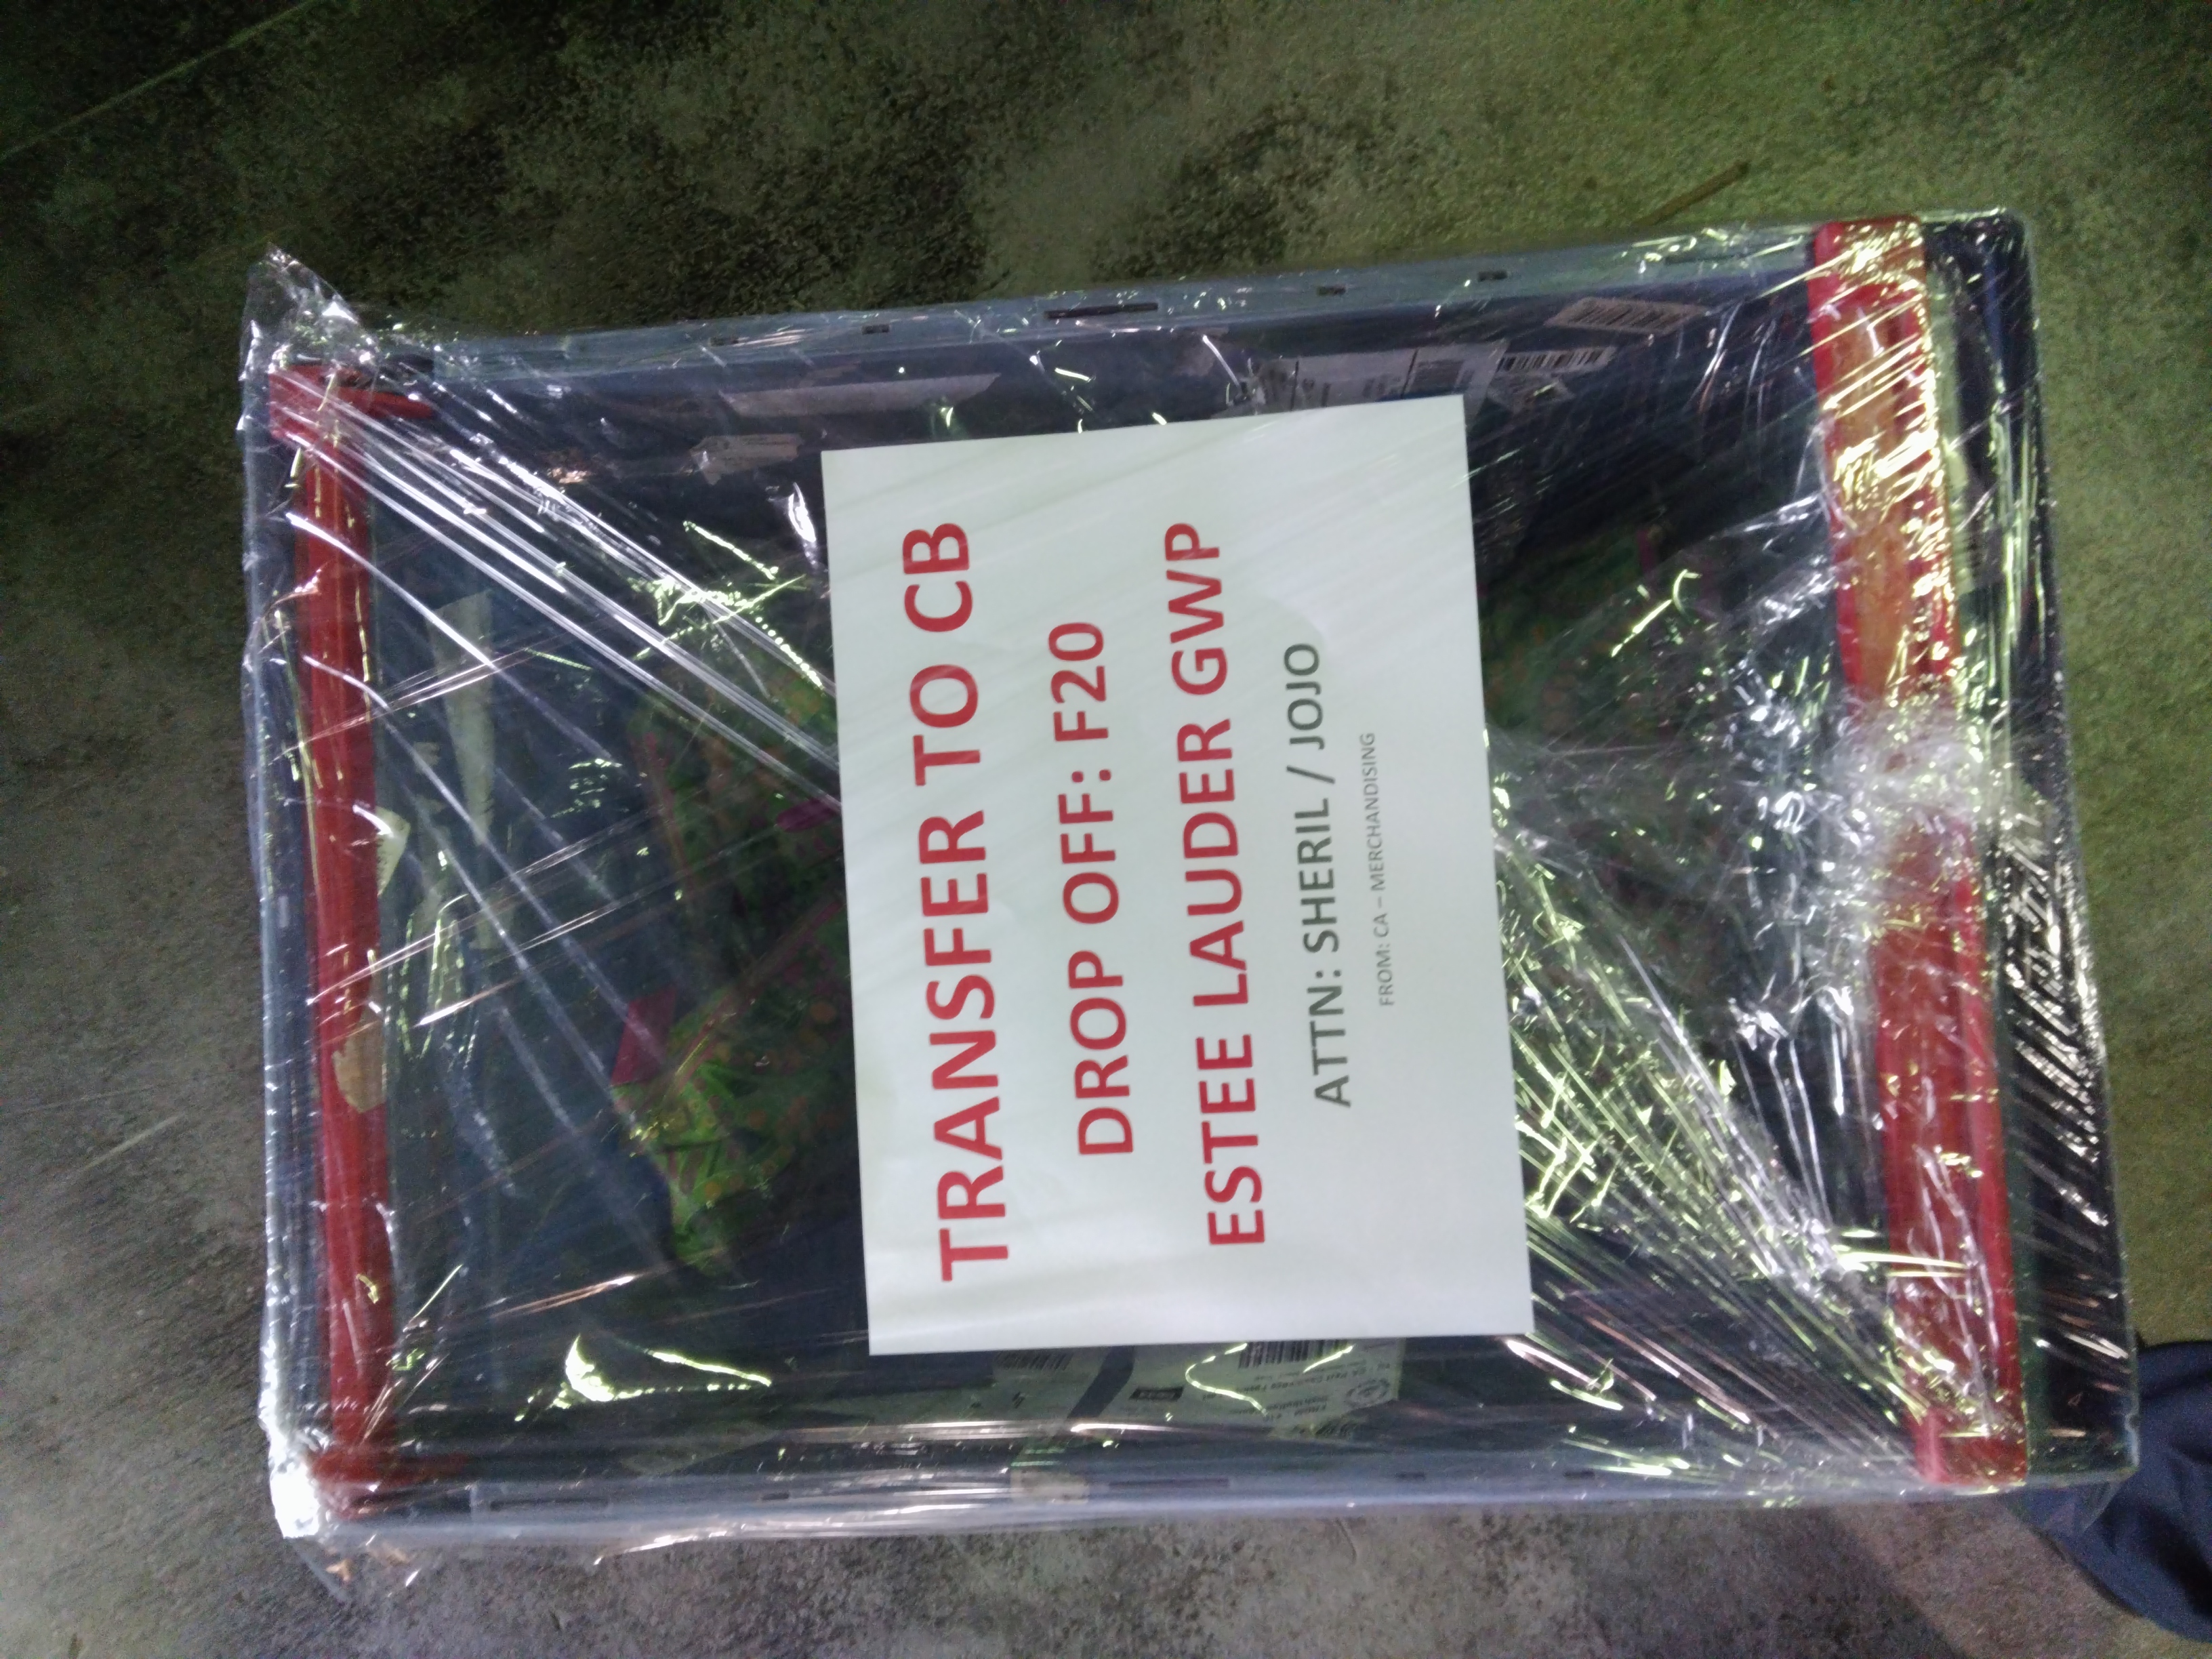 TRANSFER TO CB
DROP OFF: F20
ESTEE LAUDER GWP
ATTN: SHERIL / JOJO
FROM: CA – MERCHANDISING